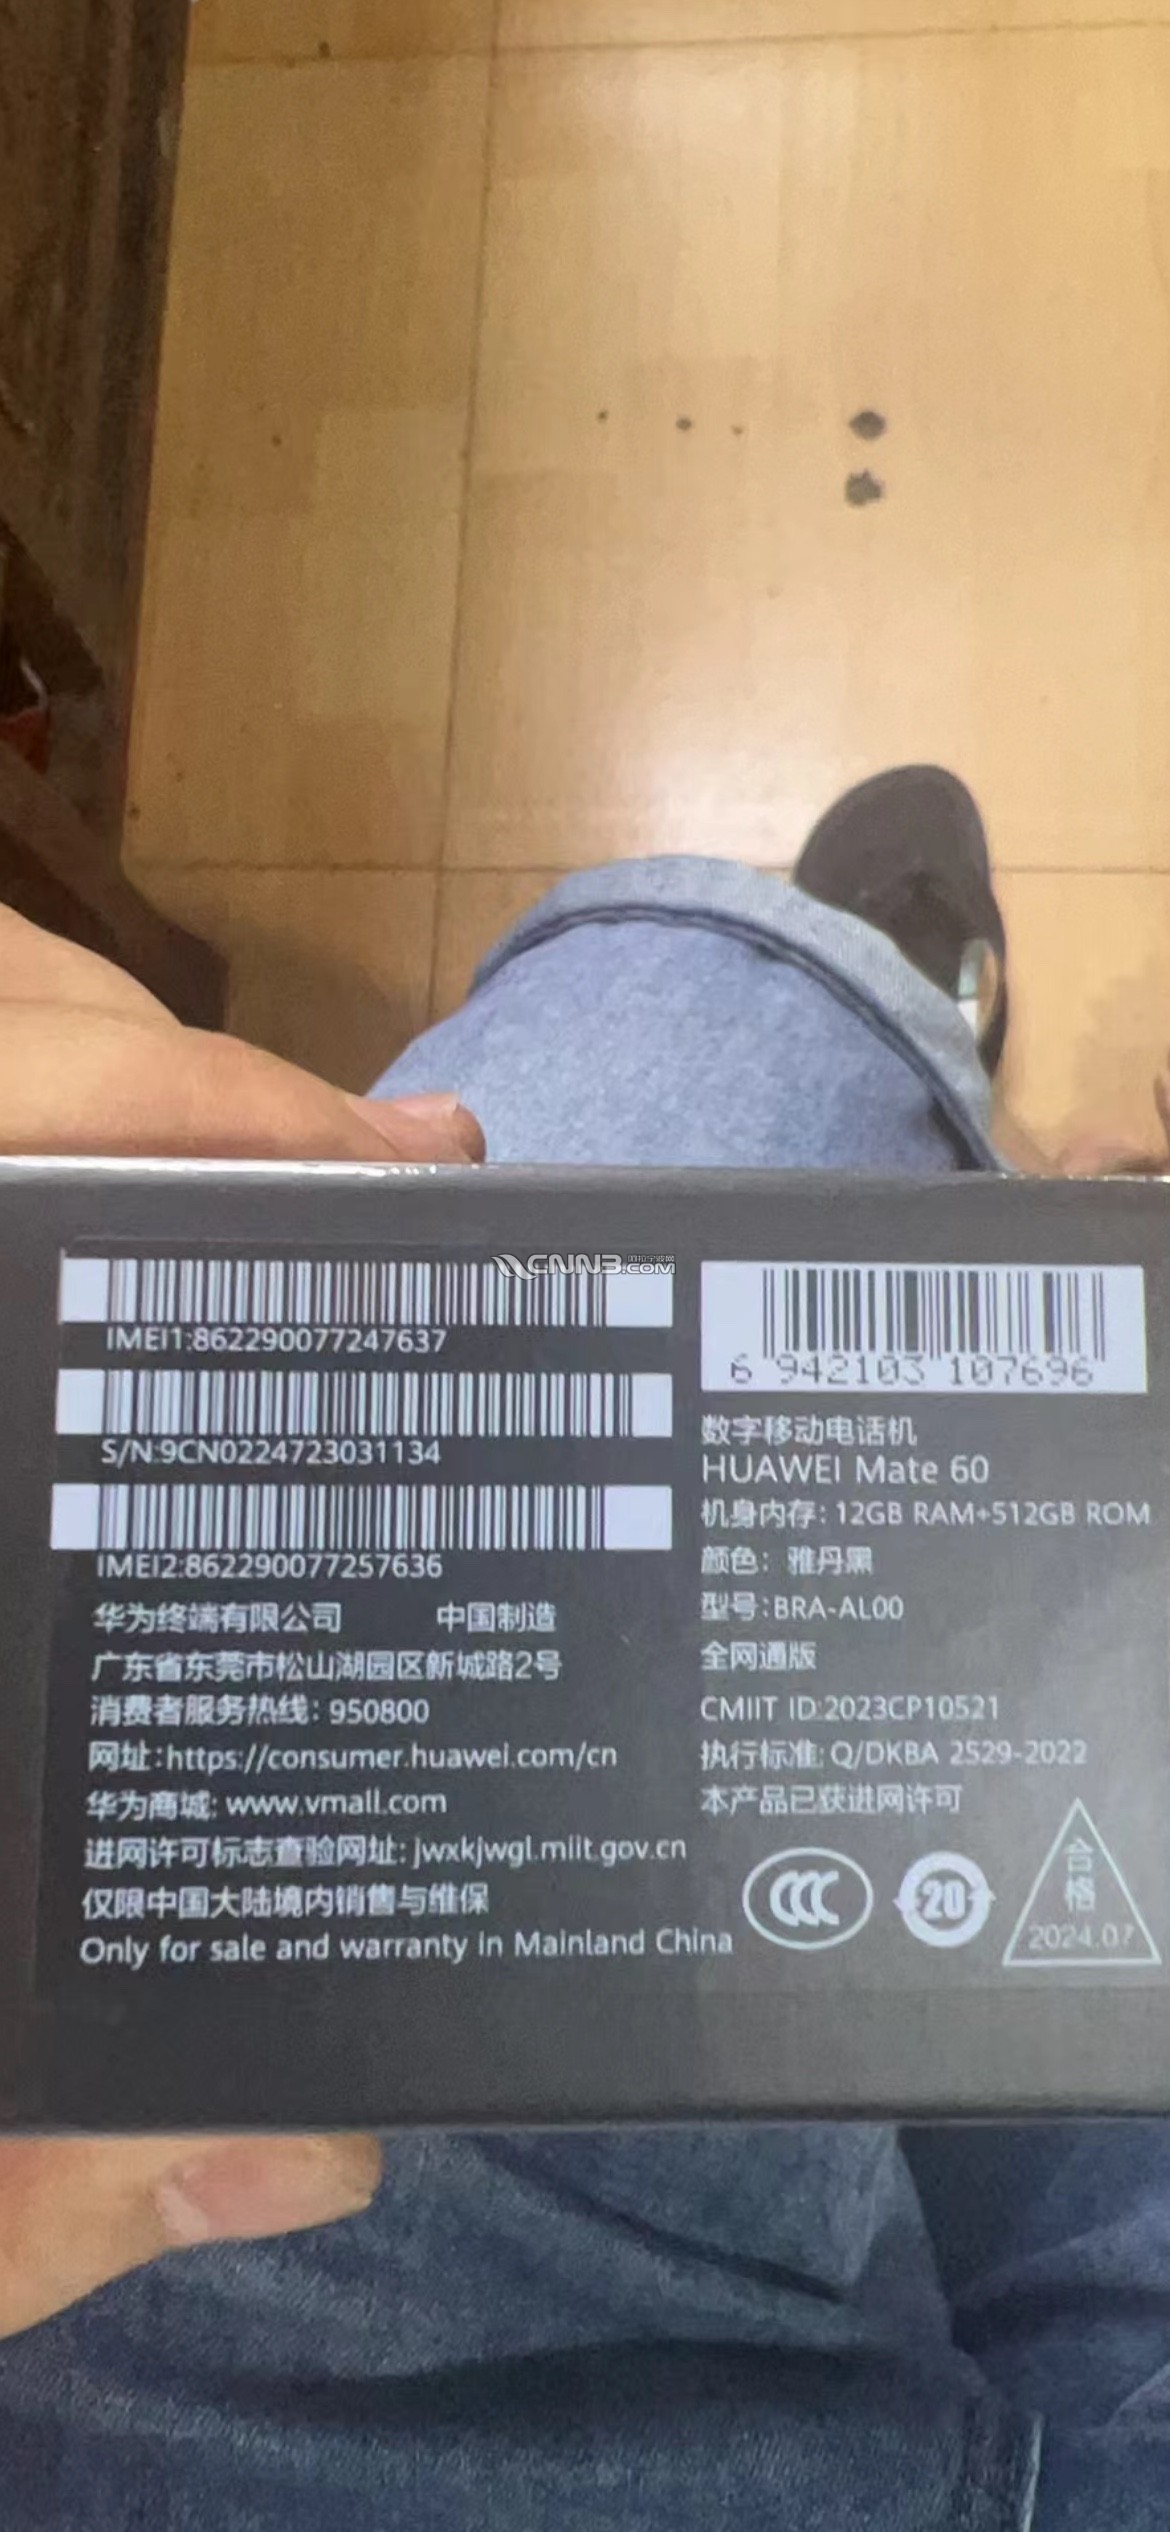 CNNB.COM
IMEI1:862290077247637
S/N:9CN0224723031134
IMEI2:862290077257636
华为终端有限公司 中国制造
广东省东莞市松山湖园区新城路2号
消费者服务热线: 950800
网址:https://consumer.huawei.com/cn
华为商城: www.vmall.com
进网许可标志查验网址: jwxkjwgl.miit.gov.cn
仅限中国大陆境内销售与维保
Only for sale and warranty in Mainland China
6 942103 107696
数字移动电话机
HUAWEI Mate 60
机身内存: 12GB RAM+512GB ROM
颜色: 雅丹黑
型号:BRA-AL00
全网通版
CMIIT ID:2023CP10521
执行标准: Q/DKBA 2529-2022
本产品已获进网许可
CCC
20
合格
2024.07